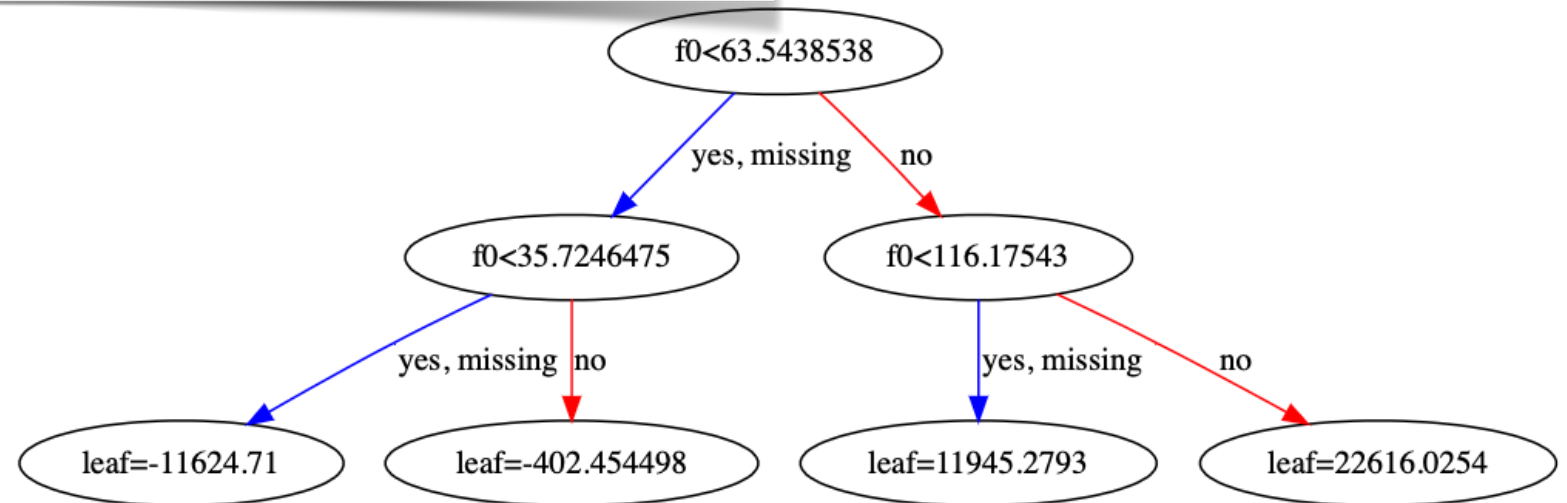 f0<63.5438538
yes, missing
no
f0<35.7246475
f0<116.17543
yes, missing
no
yes, missing
no
leaf=-11624.71
leaf=-402.454498
leaf=11945.2793
leaf=22616.0254